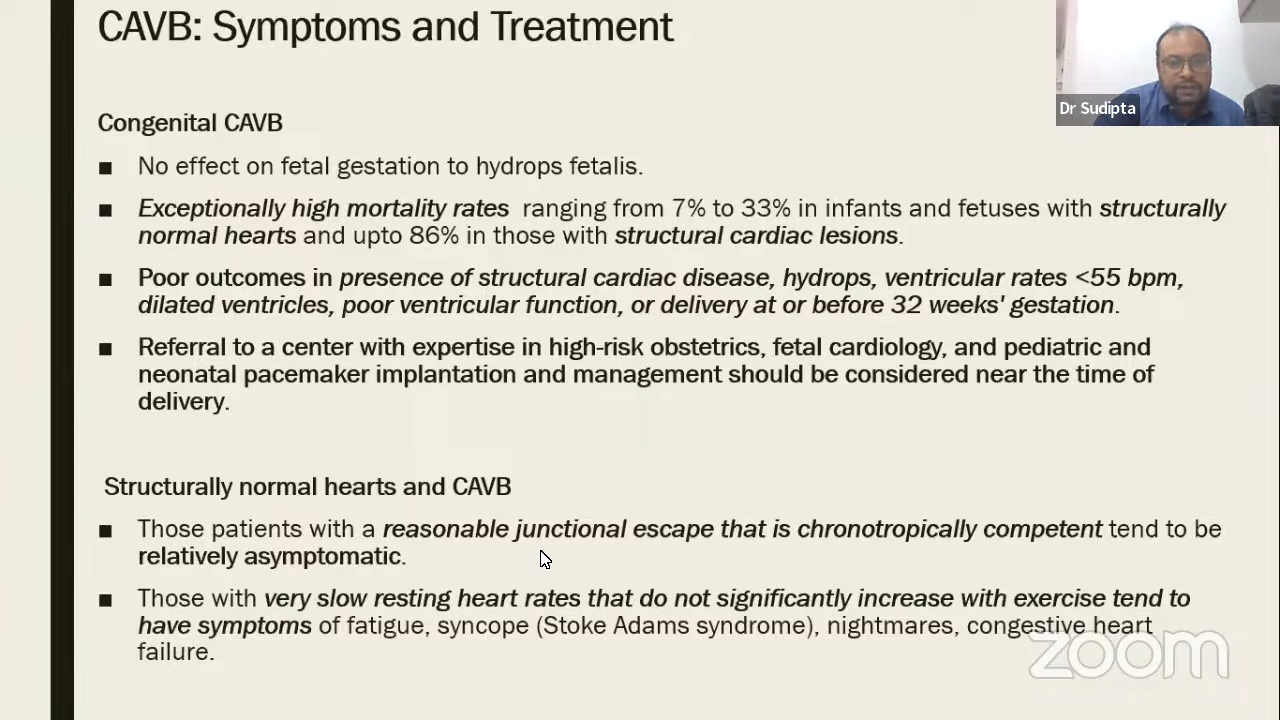 CAVB: Symptoms and Treatment
Dr Sudipta
Congenital CAVB
■ No effect on fetal gestation to hydrops fetalis.
■ Exceptionally high mortality rates ranging from 7% to 33% in infants and fetuses with structurally
normal hearts and upto 86% in those with structural cardiac lesions.
■ Poor outcomes in presence of structural cardiac disease, hydrops, ventricular rates <55 bpm,
dilated ventricles, poor ventricular function, or delivery at or before 32 weeks' gestation.
■ Referral to a center with expertise in high-risk obstetrics, fetal cardiology, and pediatric and
neonatal pacemaker implantation and management should be considered near the time of
delivery.
Structurally normal hearts and CAVB
■ Those patients with a reasonable junctional escape that is chronotropically competent tend to be
relatively asymptomatic.
■ Those with very slow resting heart rates that do not significantly increase with exercise tend to
have symptoms of fatigue, syncope (Stoke Adams syndrome), nightmares, congestive heart
failure.
zoom